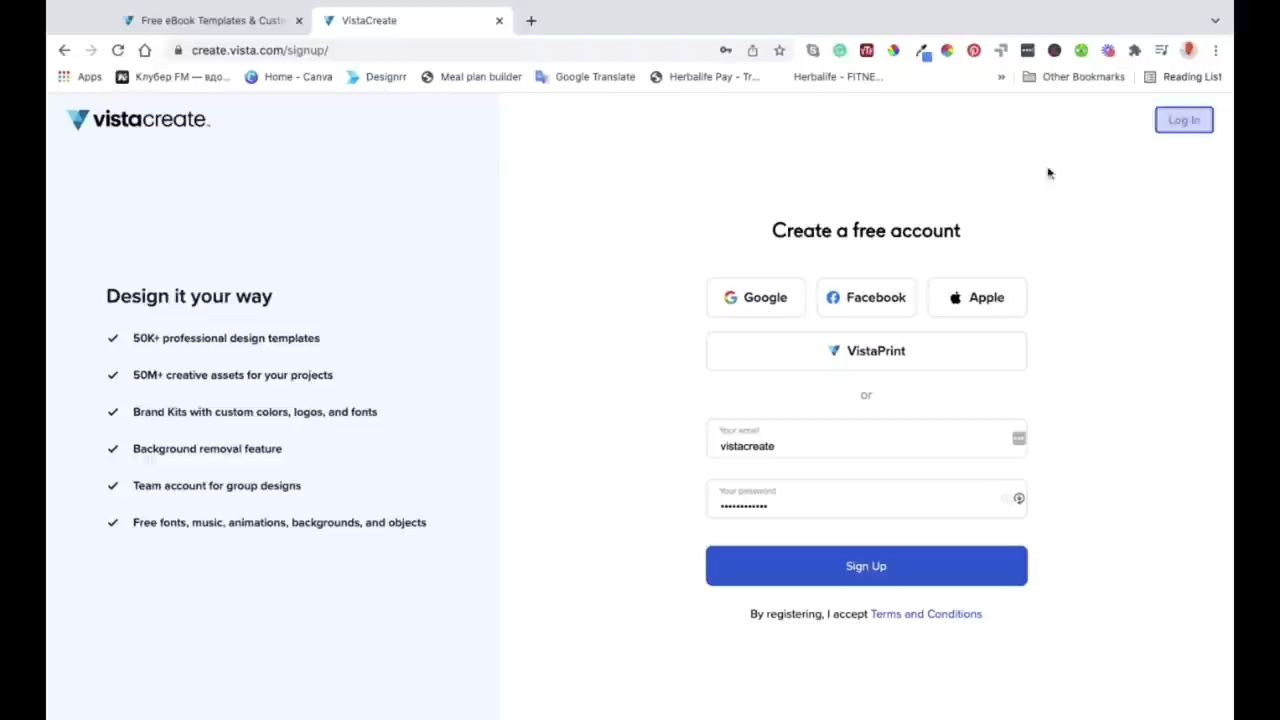 Free eBook Templates & Custo
VistaCreate
create.vista.com/signup/
Apps
Клубер FM — вдо...
Home - Canva
Designrr
Meal plan builder
Google Translate
Herbalife Pay - Tr...
Herbalife - FITNE...
»
Other Bookmarks
Reading List
vistacreate
Log In
Create a free account
Google
Facebook
Apple
VistaPrint
or
Your email
vistacreate
Your password
••••••••••••
Sign Up
By registering, I accept Terms and Conditions
Design it your way
50K+ professional design templates
50M+ creative assets for your projects
Brand Kits with custom colors, logos, and fonts
Background removal feature
Team account for group designs
Free fonts, music, animations, backgrounds, and objects